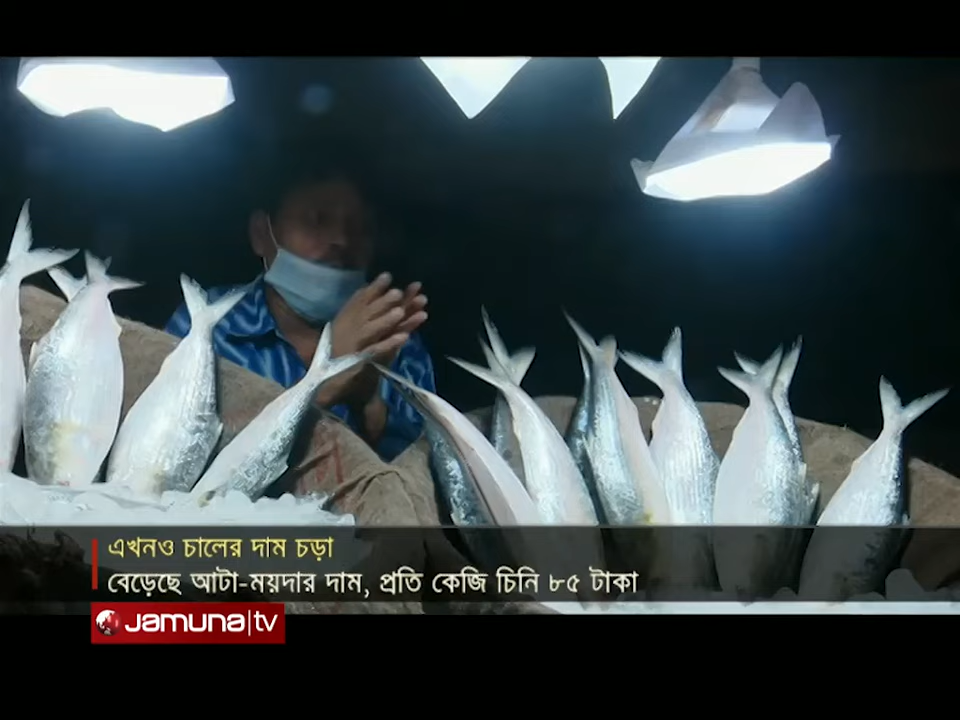 এখনও চালের দাম চড়া
বেড়েছে আটা-ময়দার দাম, প্রতি কেজি চিনি ৮৫ টাকা
Jamuna|tv